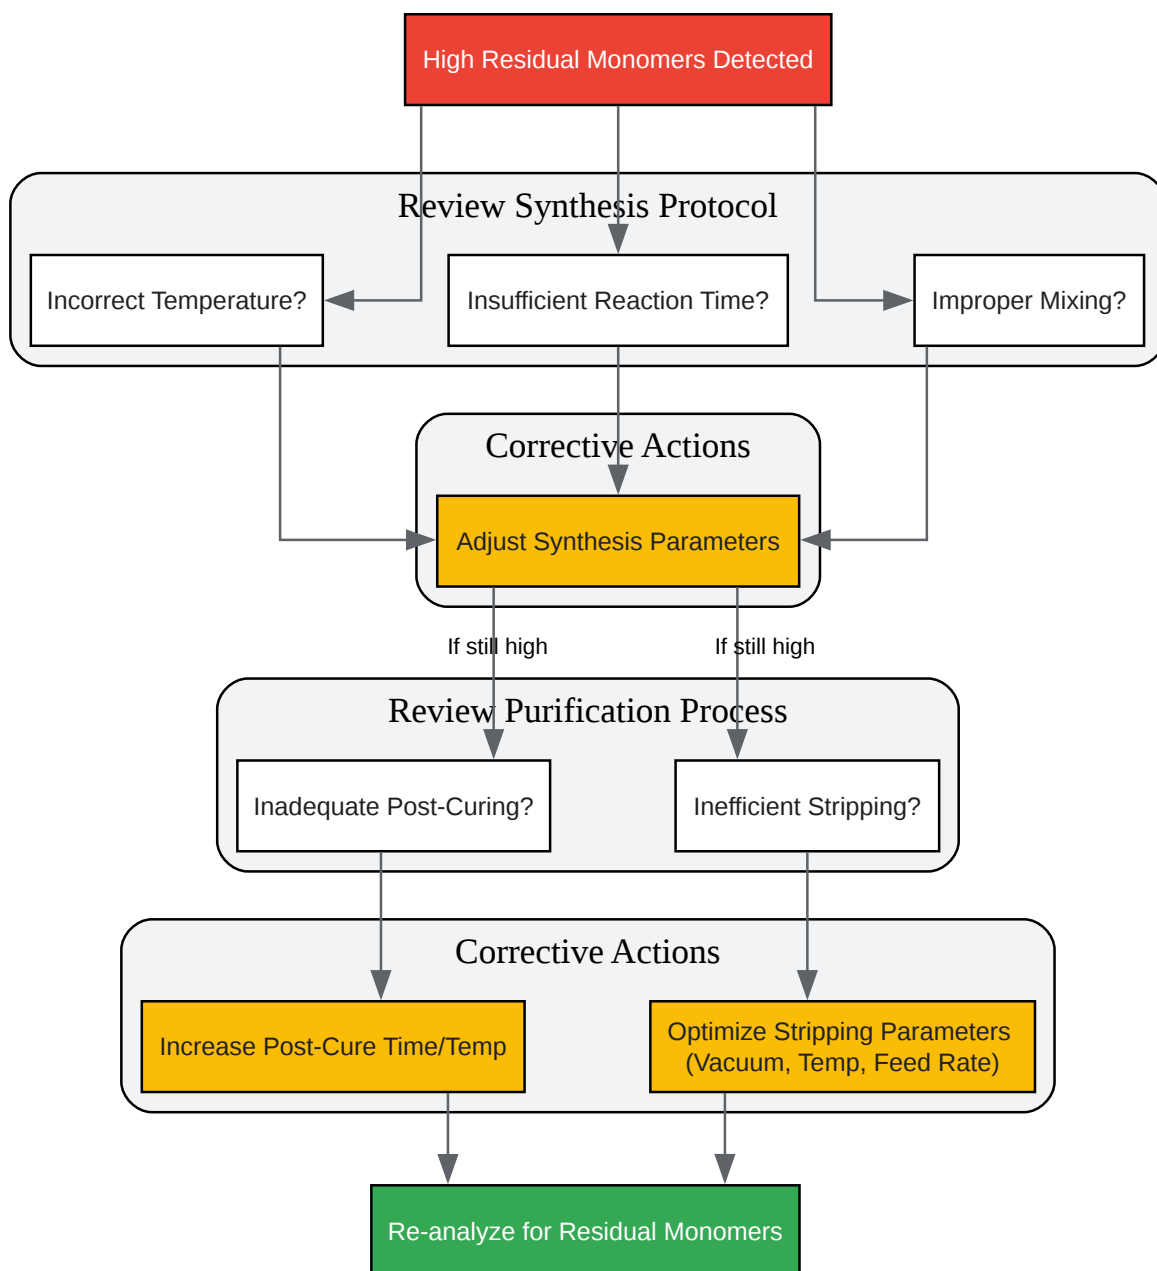 High Residual Monomers Detected
Review Synthesis Protocol
Incorrect Temperature?
Insufficient Reaction Time?
Improper Mixing?
Corrective Actions
Adjust Synthesis Parameters
If still high
If still high
Review Purification Process
Inadequate Post-Curing?
Inefficient Stripping?
Corrective Actions
Increase Post-Cure Time/Temp
Optimize Stripping Parameters
(Vacuum, Temp, Feed Rate)
Re-analyze for Residual Monomers